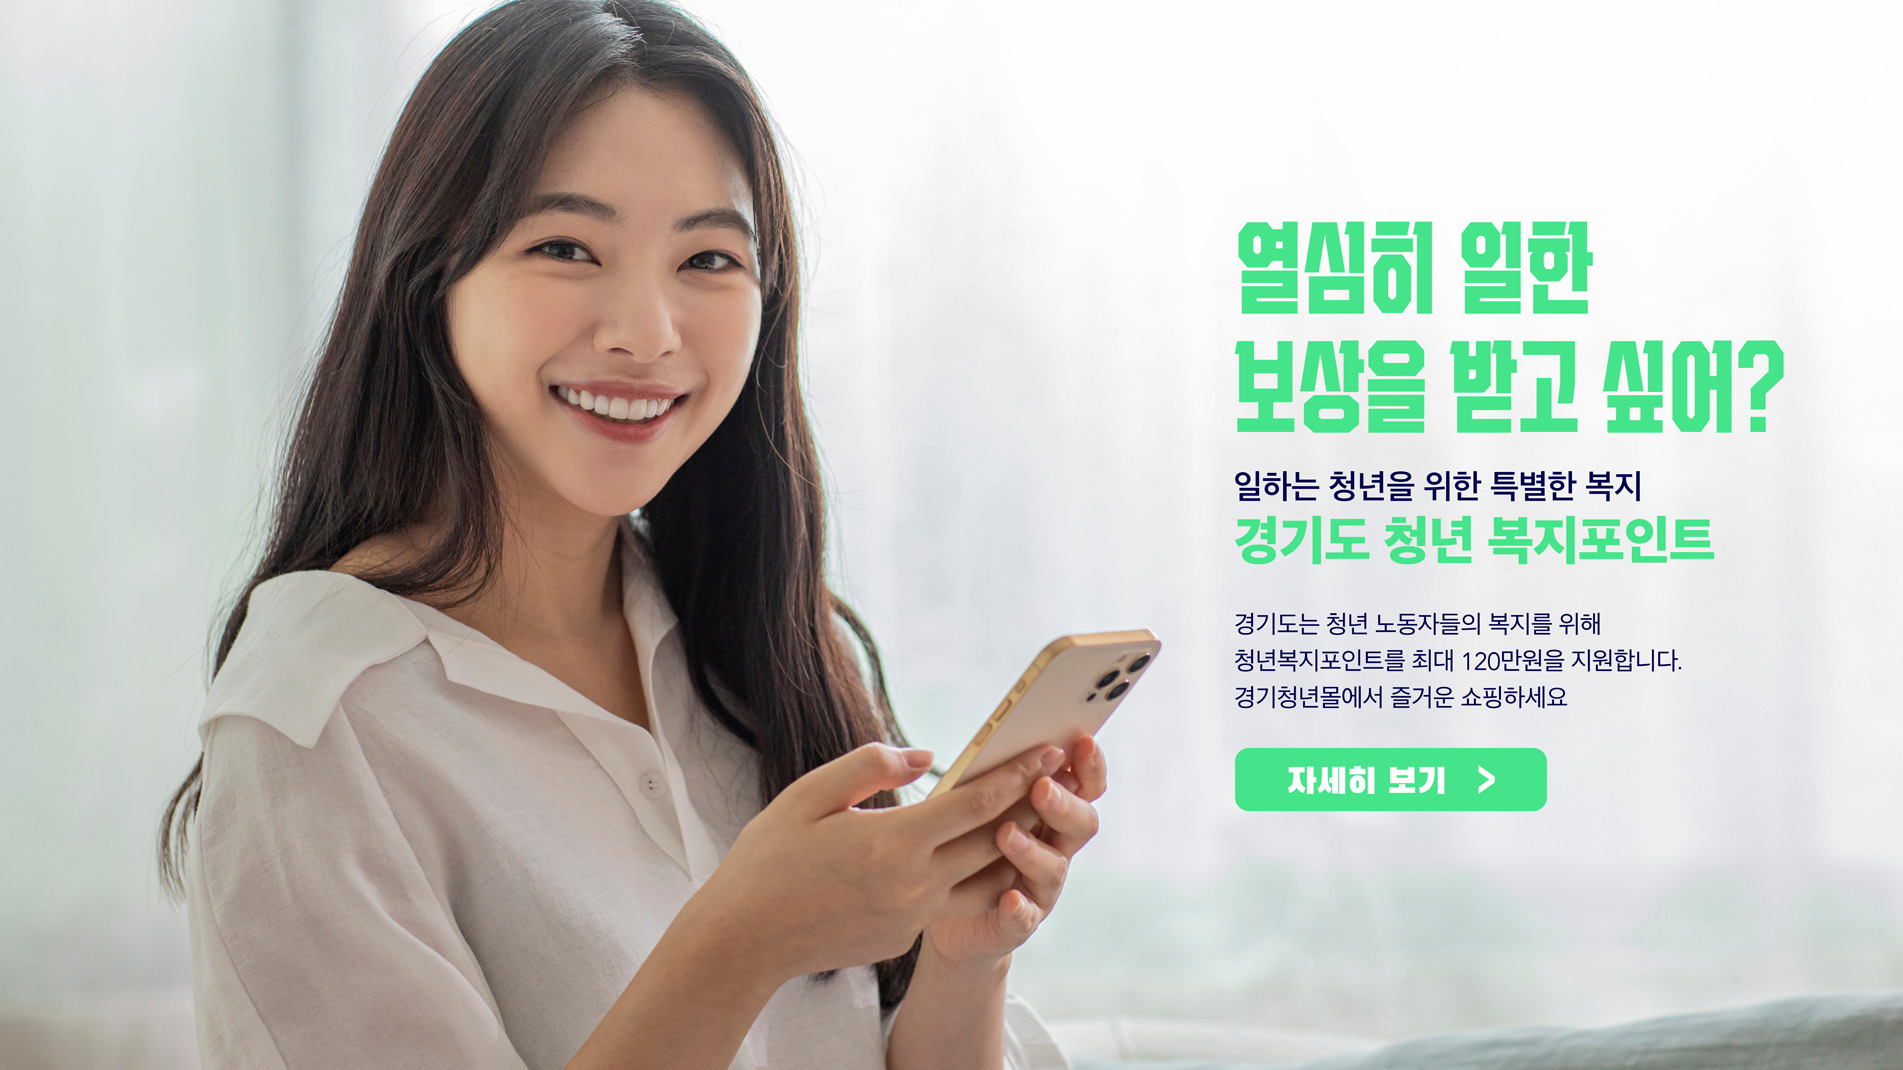 열심히 일한
보상을 받고 싶어?
일하는 청년을 위한 특별한 복지
경기도 청년 복지포인트
경기도는 청년 노동자들의 복지를 위해
청년복지포인트를 최대 120만원을 지원합니다.
경기청년몰에서 즐거운 쇼핑하세요
자세히 보기 >